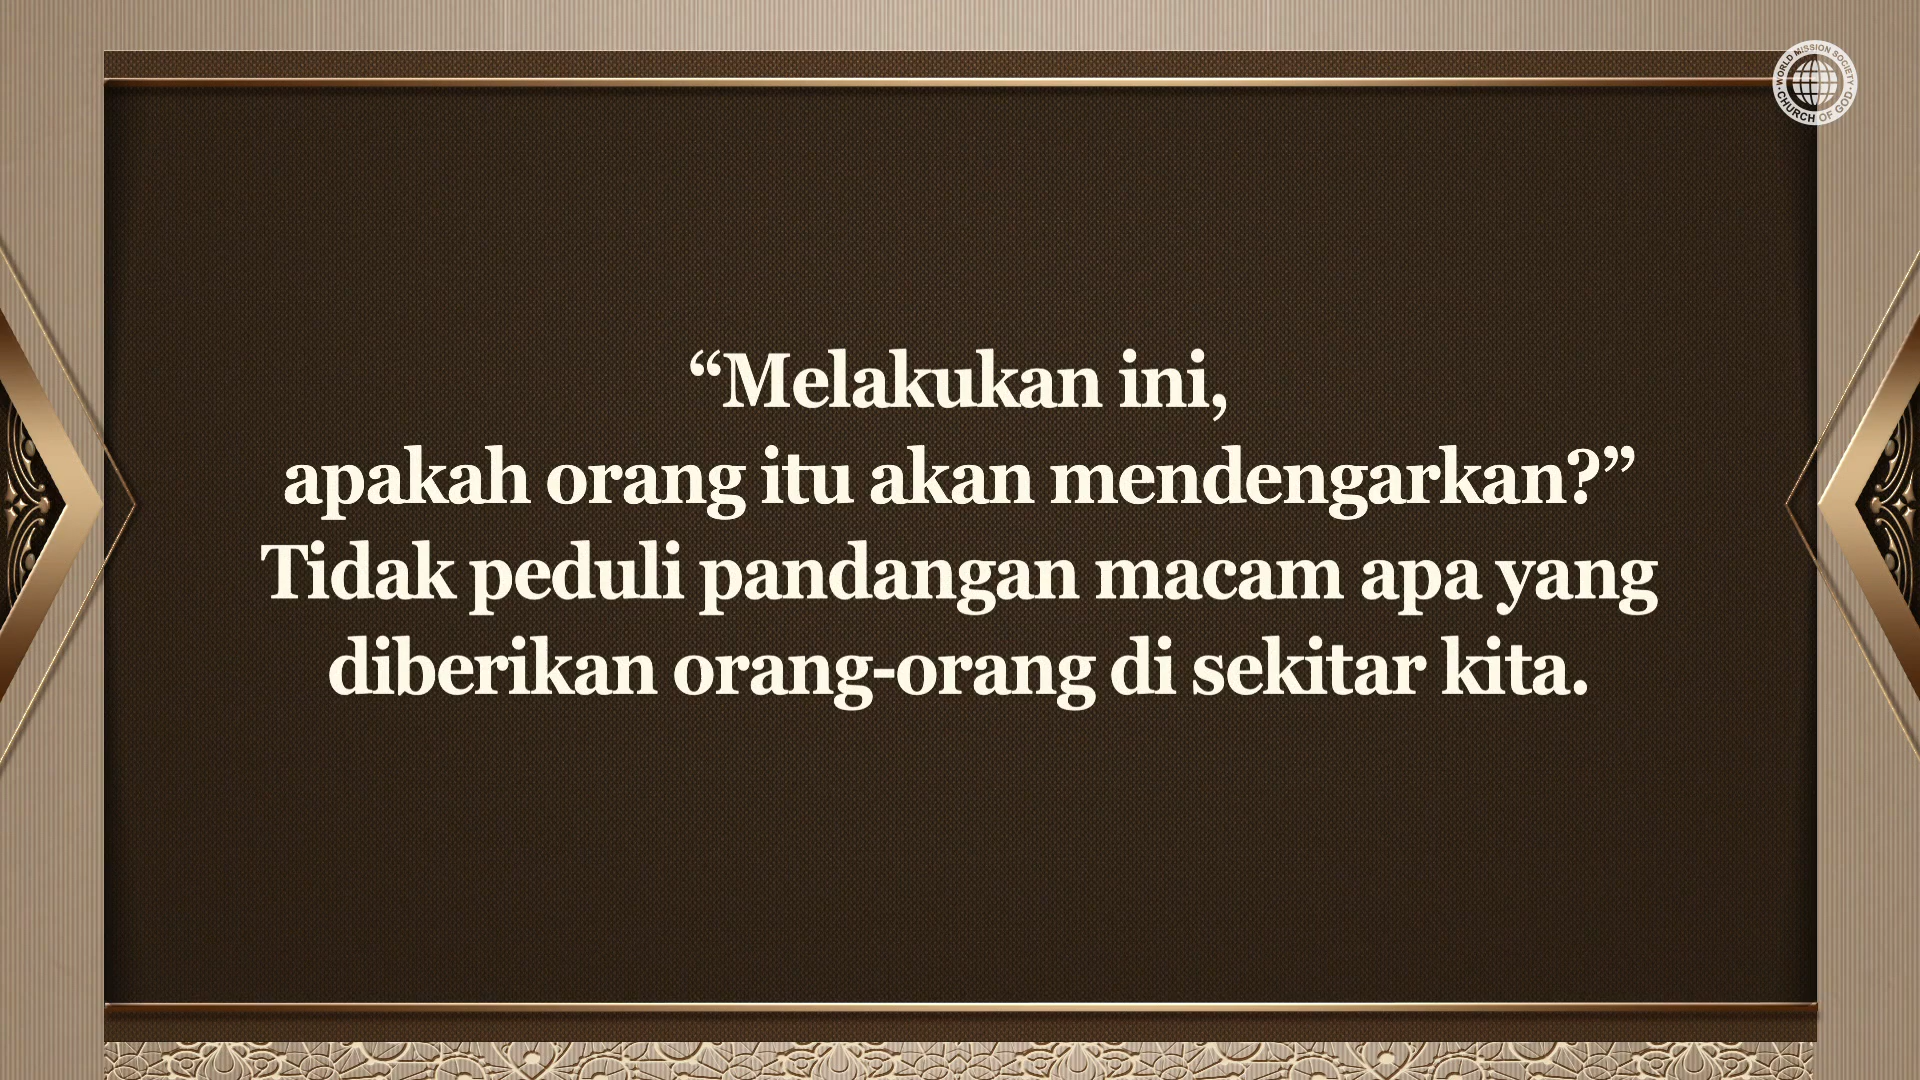 WORLD MISSION SOCIETY
CHURCH OF GOD
“Melakukan ini,
apakah orang itu akan mendengarkan?”
Tidak peduli pandangan macam apa yang
diberikan orang-orang di sekitar kita.